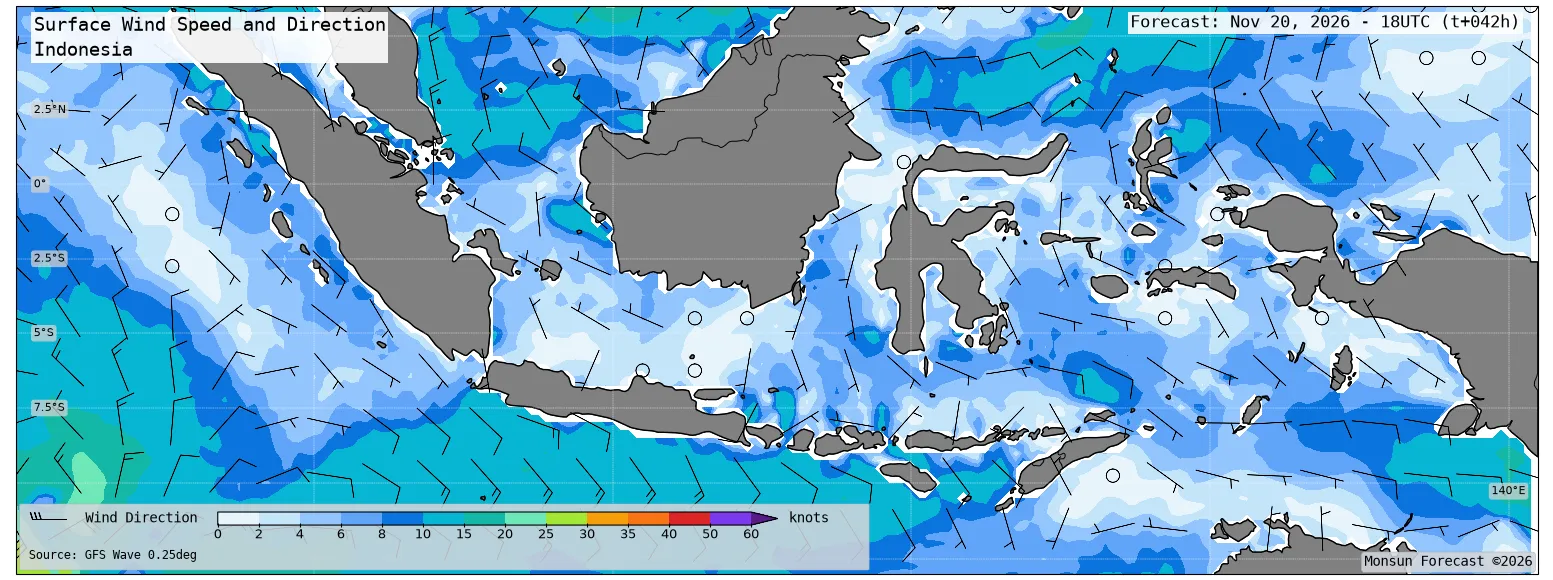 Surface Wind Speed and Direction
Indonesia
Forecast: Nov 20, 2026 - 18UTC (t+042h)
2.5°N
0°
2.5°S
5°S
7.5°S
140°E
Wind Direction
0 2 4 6 8 10 15 20 25 30 35 40 50 60
knots
Source: GFS Wave 0.25deg
Monsun Forecast ©2026